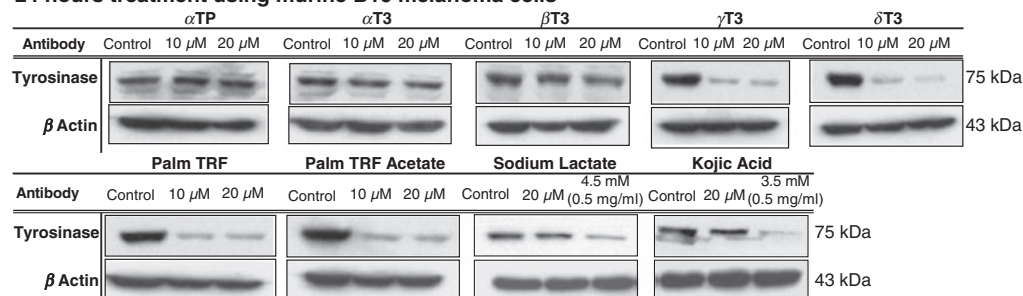 24 hours treatment using murine B16 melanoma cells
αTP αT3 βT3 γT3 δT3
Antibody Control 10 μM 20 μM Control 10 μM 20 μM Control 10 μM 20 μM Control 10 μM 20 μM Control 10 μM 20 μM
Tyrosinase 75 kDa
β Actin 43 kDa
Palm TRF Palm TRF Acetate Sodium Lactate Kojic Acid
4.5 mM 3.5 mM
Antibody Control 10 μM 20 μM Control 10 μM 20 μM Control 20 μM (0.5 mg/ml) Control 20 μM (0.5 mg/ml)
Tyrosinase 75 kDa
β Actin 43 kDa